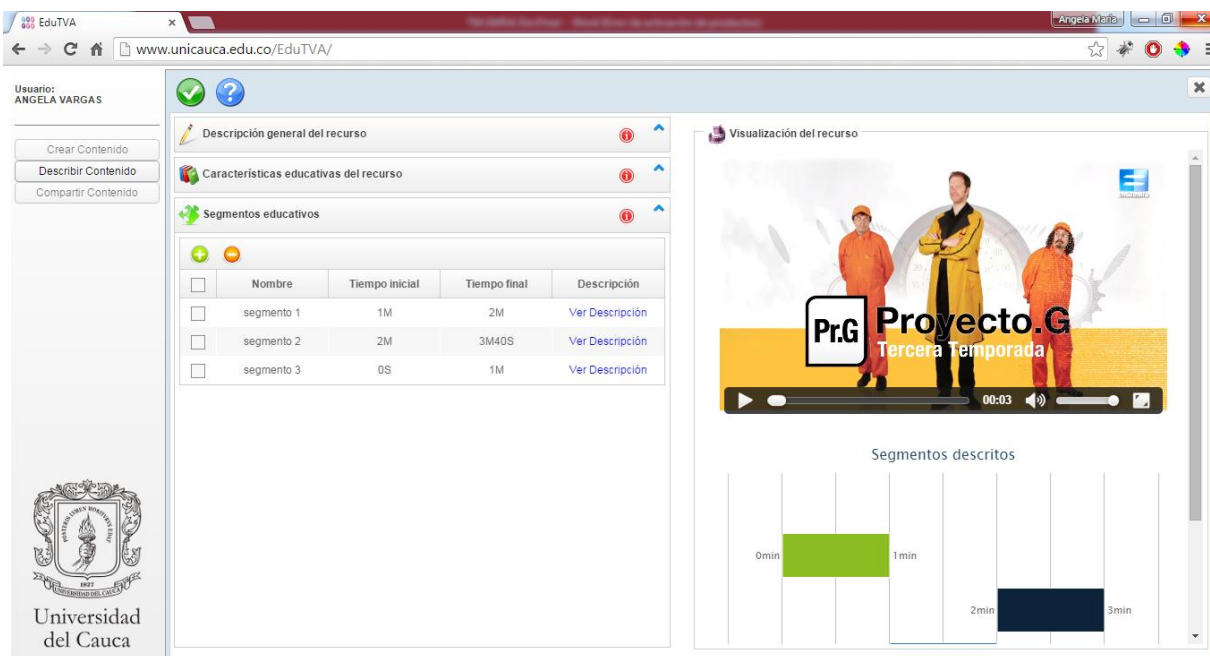 EduTVA
Angela Maria
www.unicauca.edu.co/EduTVA/
Usuario:
ANGELA VARGAS
Crear Contenido
Describir Contenido
Compartir Contenido
Descripción general del recurso
Características educativas del recurso
Segmentos educativos
Nombre Tiempo inicial Tiempo final Descripción
segmento 1 1M 2M Ver Descripción
segmento 2 2M 3M40S Ver Descripción
segmento 3 0S 1M Ver Descripción
Visualización del recurso
Pr.G Proyecto.G
Tercera Temporada
00:03
Segmentos descritos
0min 1min
2min 3min
1827
Universidad
del Cauca